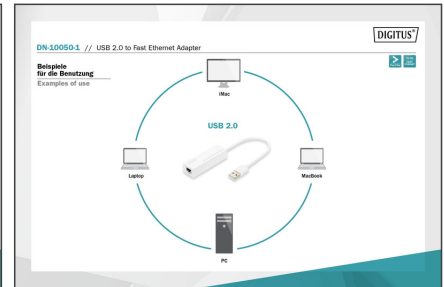 DIGITUS®
DN-10050-1 // USB 2.0 to Fast Ethernet Adapter
Beispiele
für die Benutzung
Examples of use
iMac
USB 2.0
Laptop
MacBook
PC